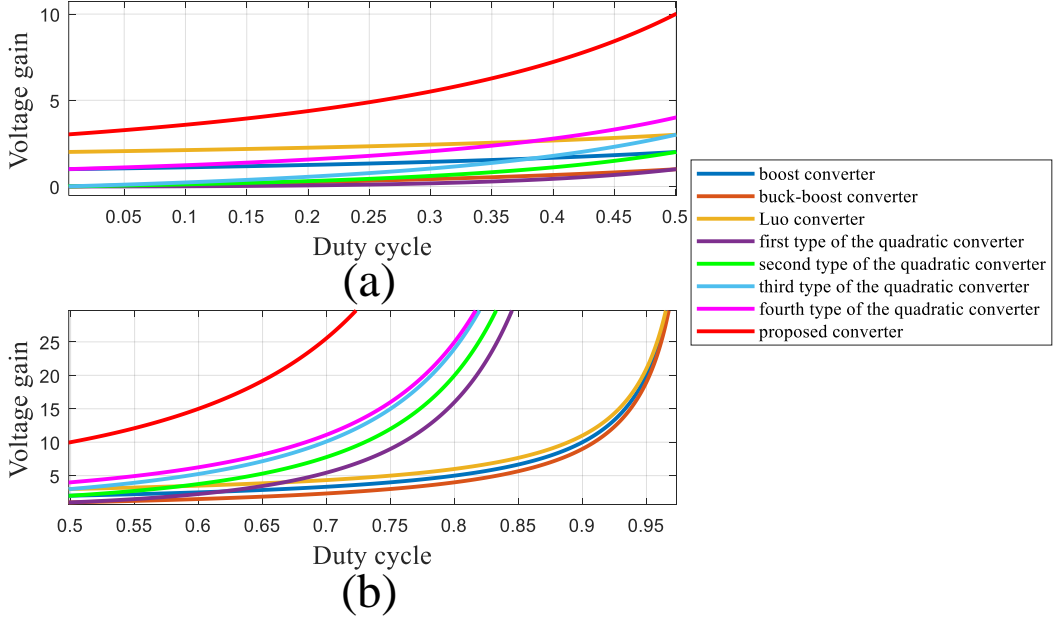 Voltage gain
10
5
0
0.05 0.1 0.15 0.2 0.25 0.3 0.35 0.4 0.45 0.5
Duty cycle
(a)
boost converter
buck-boost converter
Luo converter
first type of the quadratic converter
second type of the quadratic converter
third type of the quadratic converter
fourth type of the quadratic converter
proposed converter
Voltage gain
25
20
15
10
5
0.5 0.55 0.6 0.65 0.7 0.75 0.8 0.85 0.9 0.95
Duty cycle
(b)